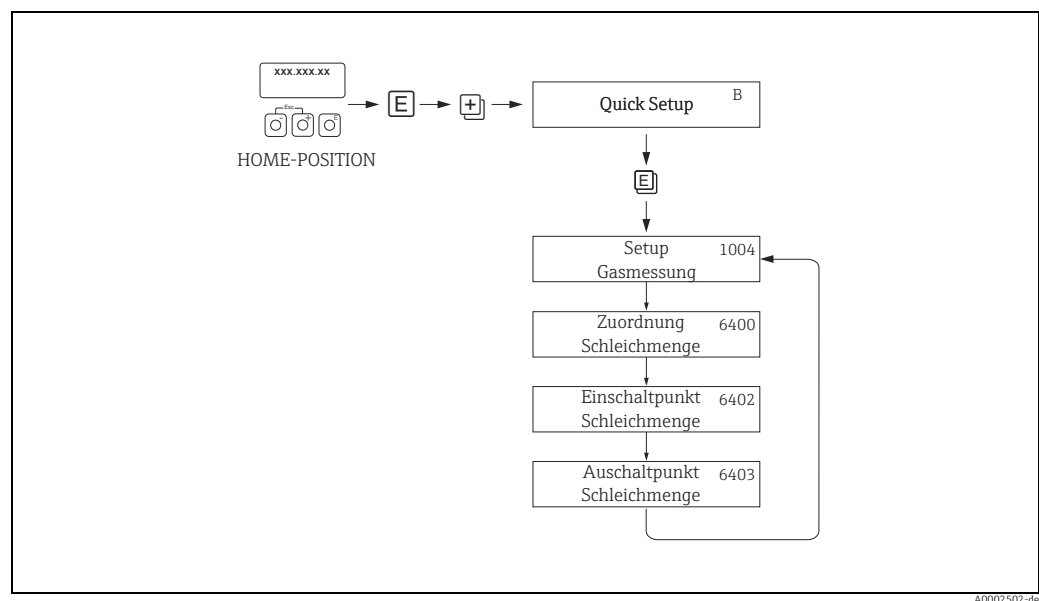 xxx.xxx.xx
Esc
- + E
HOME-POSITION
E
+
Quick Setup B
E
Setup 1004
Gasmessung
Zuordnung 6400
Schleichmenge
Einschaltpunkt 6402
Schleichmenge
Auschaltpunkt 6403
Schleichmenge
A0002502-de